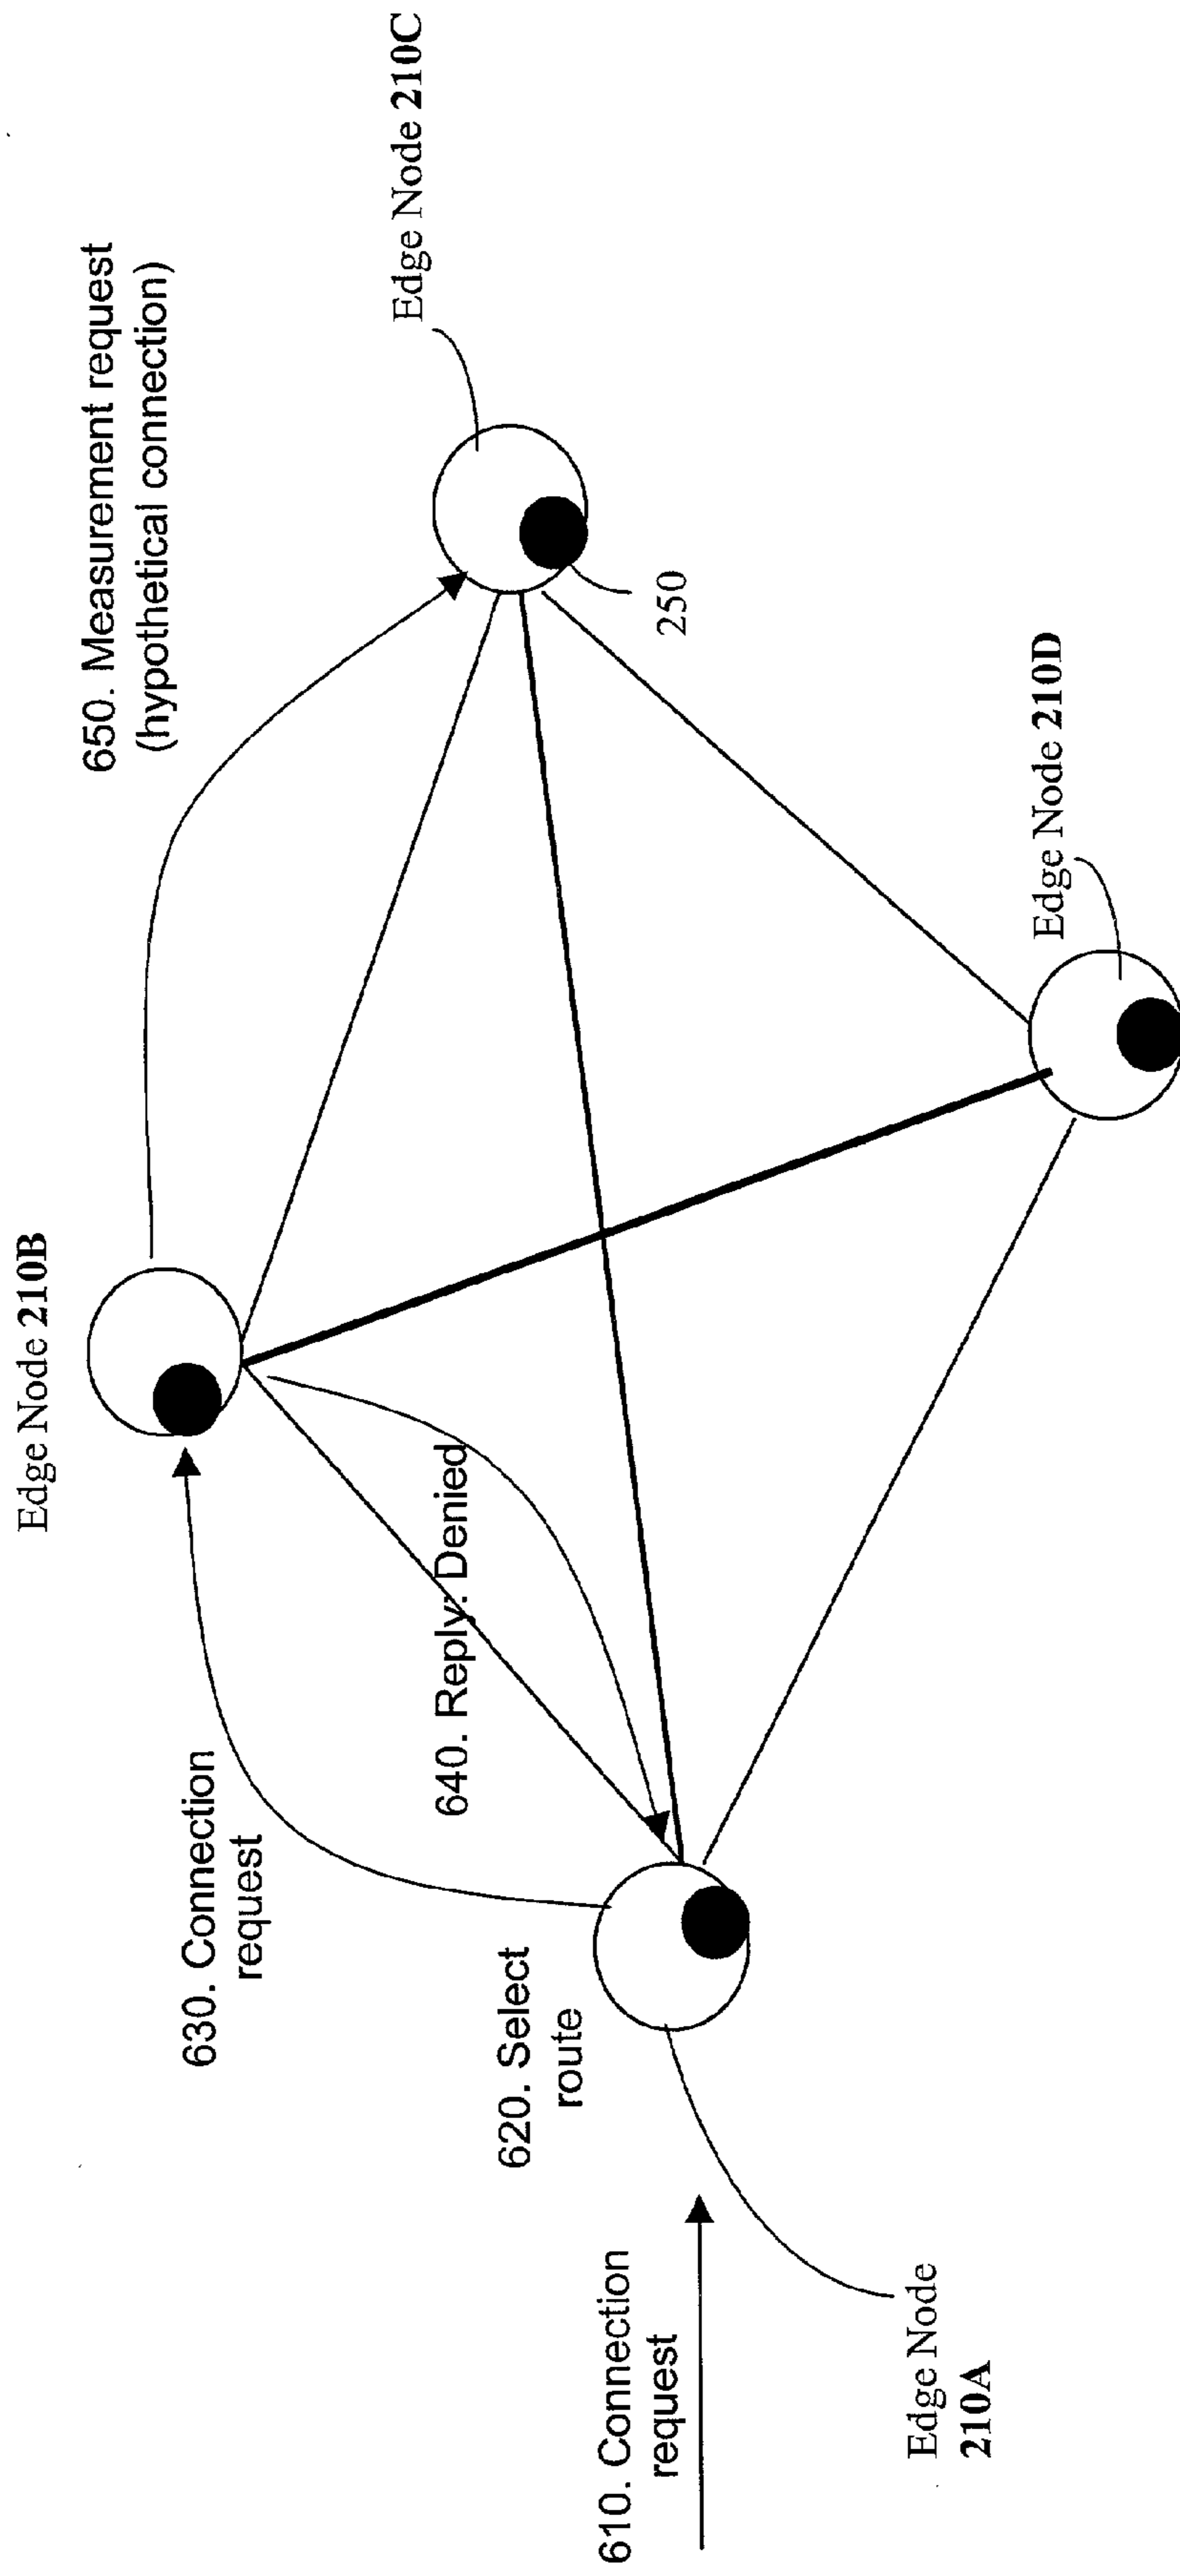 Edge Node 210B
650. Measurement request
(hypothetical connection)
Edge Node 210C
250
630. Connection
request
640. Reply: Denied
620. Select
route
610. Connection
request
Edge Node
210A
Edge Node 210D